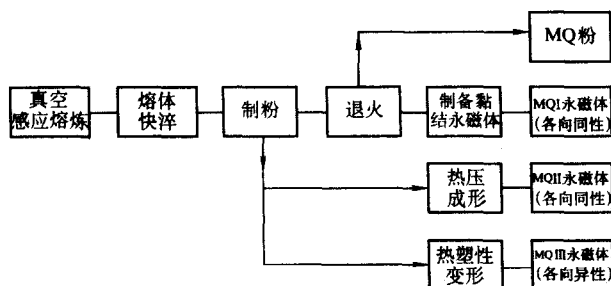 MQ粉
真空
感应熔炼
熔体
快淬
制粉
退火
制备黏
结永磁体
MQI永磁体
(各向同性)
热压
成形
MQII永磁体
(各向同性)
热塑性
变形
MQIII永磁体
(各向异性)